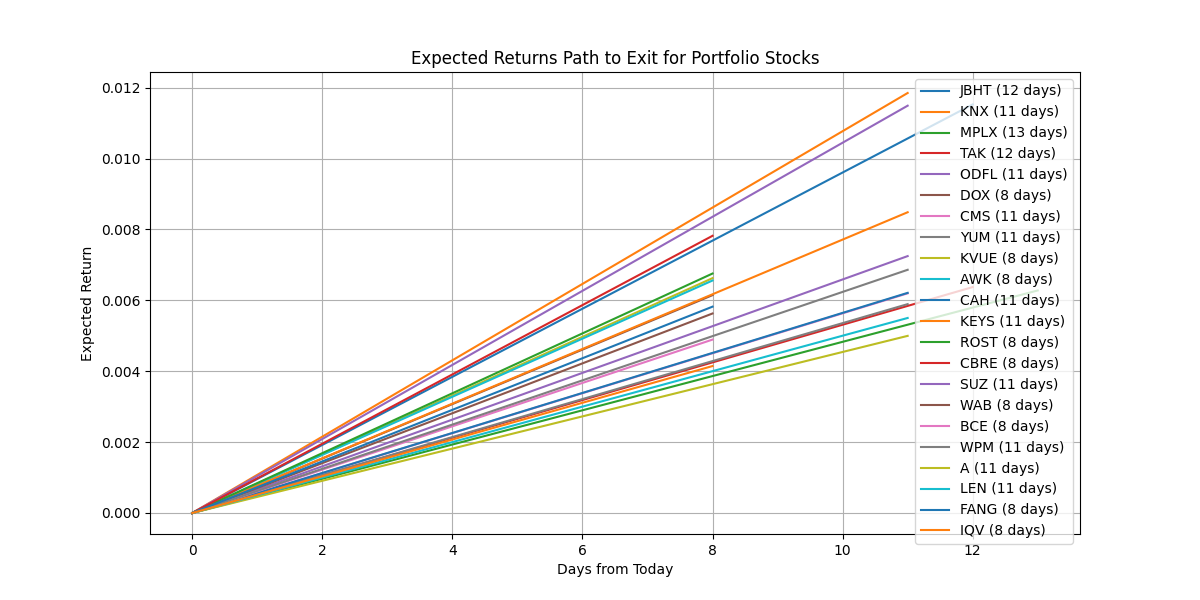 Expected Returns Path to Exit for Portfolio Stocks
Expected Return
0.012
0.010
0.008
0.006
0.004
0.002
0.000
JBHT (12 days)
KNX (11 days)
MPLX (13 days)
TAK (12 days)
ODFL (11 days)
DOX (8 days)
CMS (11 days)
YUM (11 days)
KVUE (8 days)
AWK (8 days)
CAH (11 days)
KEYS (11 days)
ROST (8 days)
CBRE (8 days)
SUZ (11 days)
WAB (8 days)
BCE (8 days)
WPM (11 days)
A (11 days)
LEN (11 days)
FANG (8 days)
IQV (8 days)
0 2 4 6 8 10 12
Days from Today